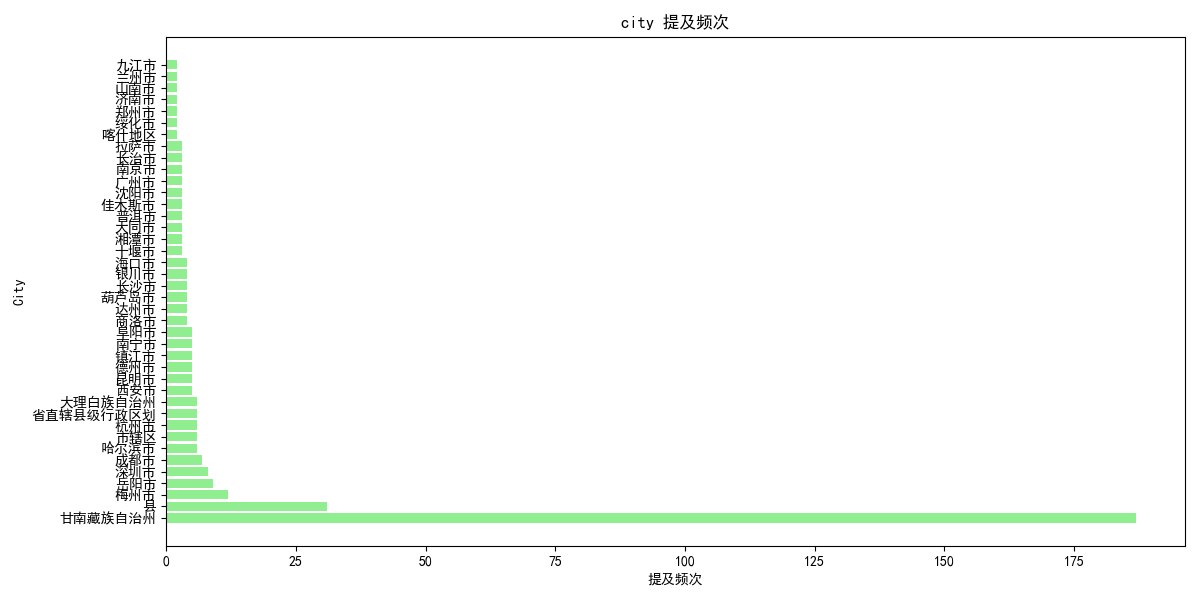 city 提及频次
City
九江市
兰州市
山南市
济南市
郑州市
绥化市
喀什地区
拉萨市
长治市
南京市
广州市
沈阳市
佳木斯市
普洱市
大同市
湘潭市
十堰市
海口市
银川市
长沙市
葫芦岛市
达州市
商洛市
阜阳市
南宁市
镇江市
德州市
昆明市
西安市
大理白族自治州
省直辖县级行政区划
杭州市
市辖区
哈尔滨市
成都市
深圳市
岳阳市
梅州市
县
甘南藏族自治州
0 25 50 75 100 125 150 175
提及频次